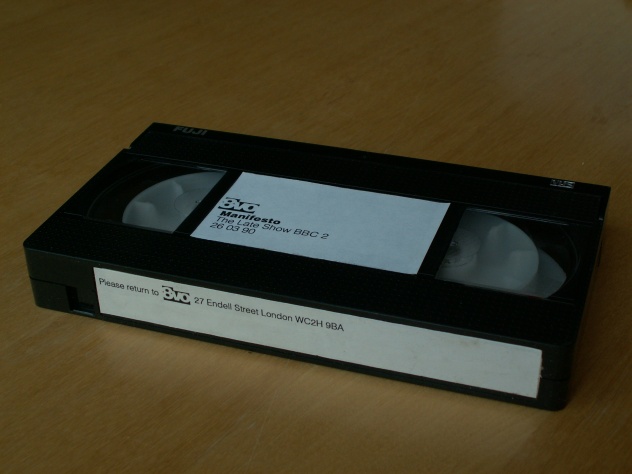 FUJI
VHS
8vo
Manifesto
The Late Show BBC 2
26 03 90
Please return to 8vo 27 Endell Street London WC2H 9BA